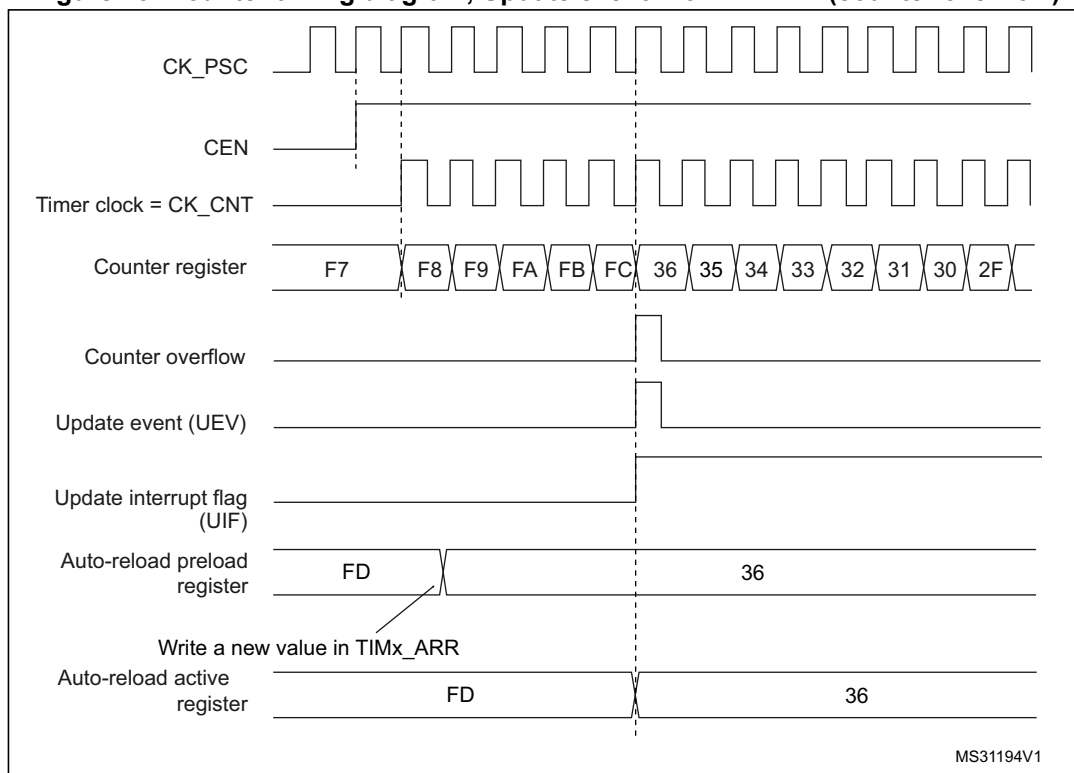 CK_PSC
CEN
Timer clock = CK_CNT
Counter register F7 F8 F9 FA FB FC 36 35 34 33 32 31 30 2F
Counter overflow
Update event (UEV)
Update interrupt flag
(UIF)
Auto-reload preload
register
FD 36
Write a new value in TIMx_ARR
Auto-reload active
register
FD 36
MS31194V1